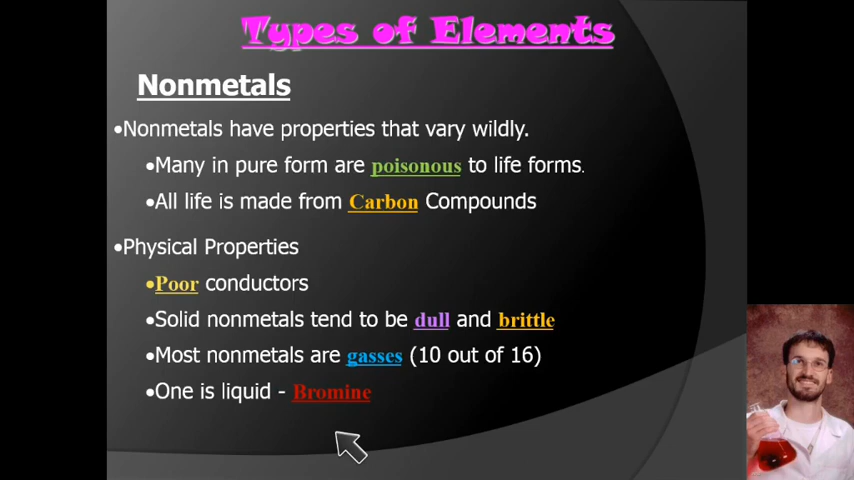 Types of Elements
Nonmetals
•Nonmetals have properties that vary wildly.
•Many in pure form are poisonous to life forms.
•All life is made from Carbon Compounds
•Physical Properties
•Poor conductors
•Solid nonmetals tend to be dull and brittle
•Most nonmetals are gasses (10 out of 16)
•One is liquid - Bromine